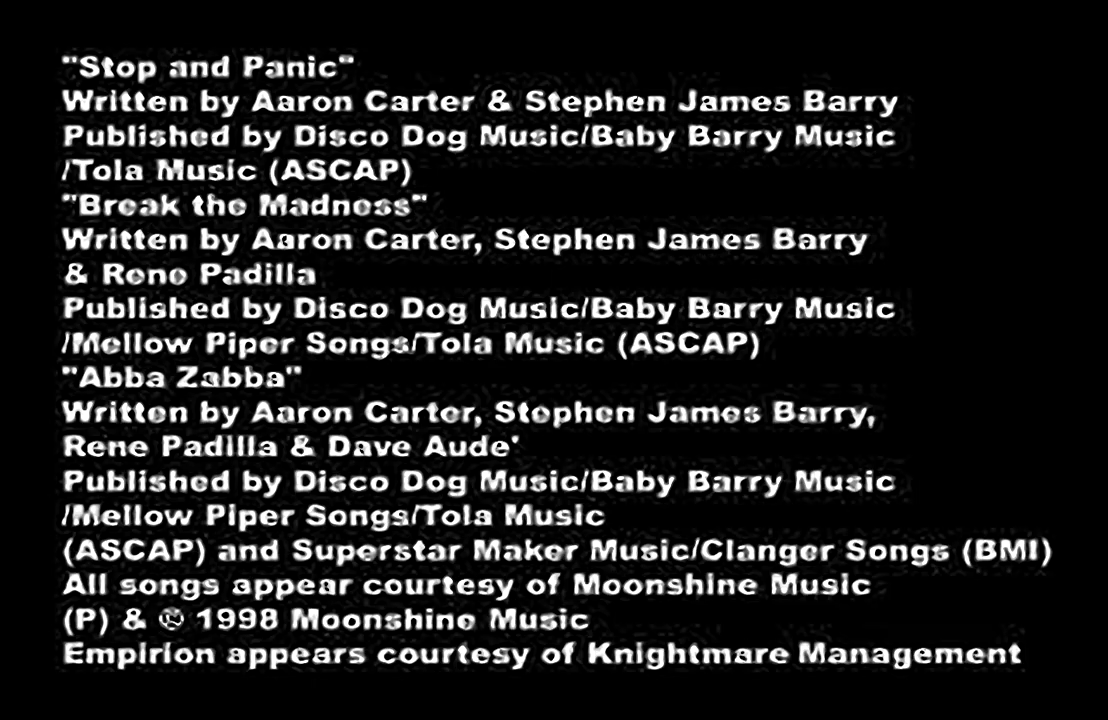 "Stop and Panic"
Written by Aaron Carter & Stephen James Barry
Published by Disco Dog Music/Baby Barry Music
/Tola Music (ASCAP)
"Break the Madness"
Written by Aaron Carter, Stephen James Barry
& Rene Padilla
Published by Disco Dog Music/Baby Barry Music
/Mellow Piper Songs/Tola Music (ASCAP)
"Abba Zabba"
Written by Aaron Carter, Stephen James Barry,
Rene Padilla & Dave Aude'
Published by Disco Dog Music/Baby Barry Music
/Mellow Piper Songs/Tola Music
(ASCAP) and Superstar Maker Music/Clanger Songs (BMI)
All songs appear courtesy of Moonshine Music
(P) & © 1998 Moonshine Music
Empirion appears courtesy of Knightmare Management